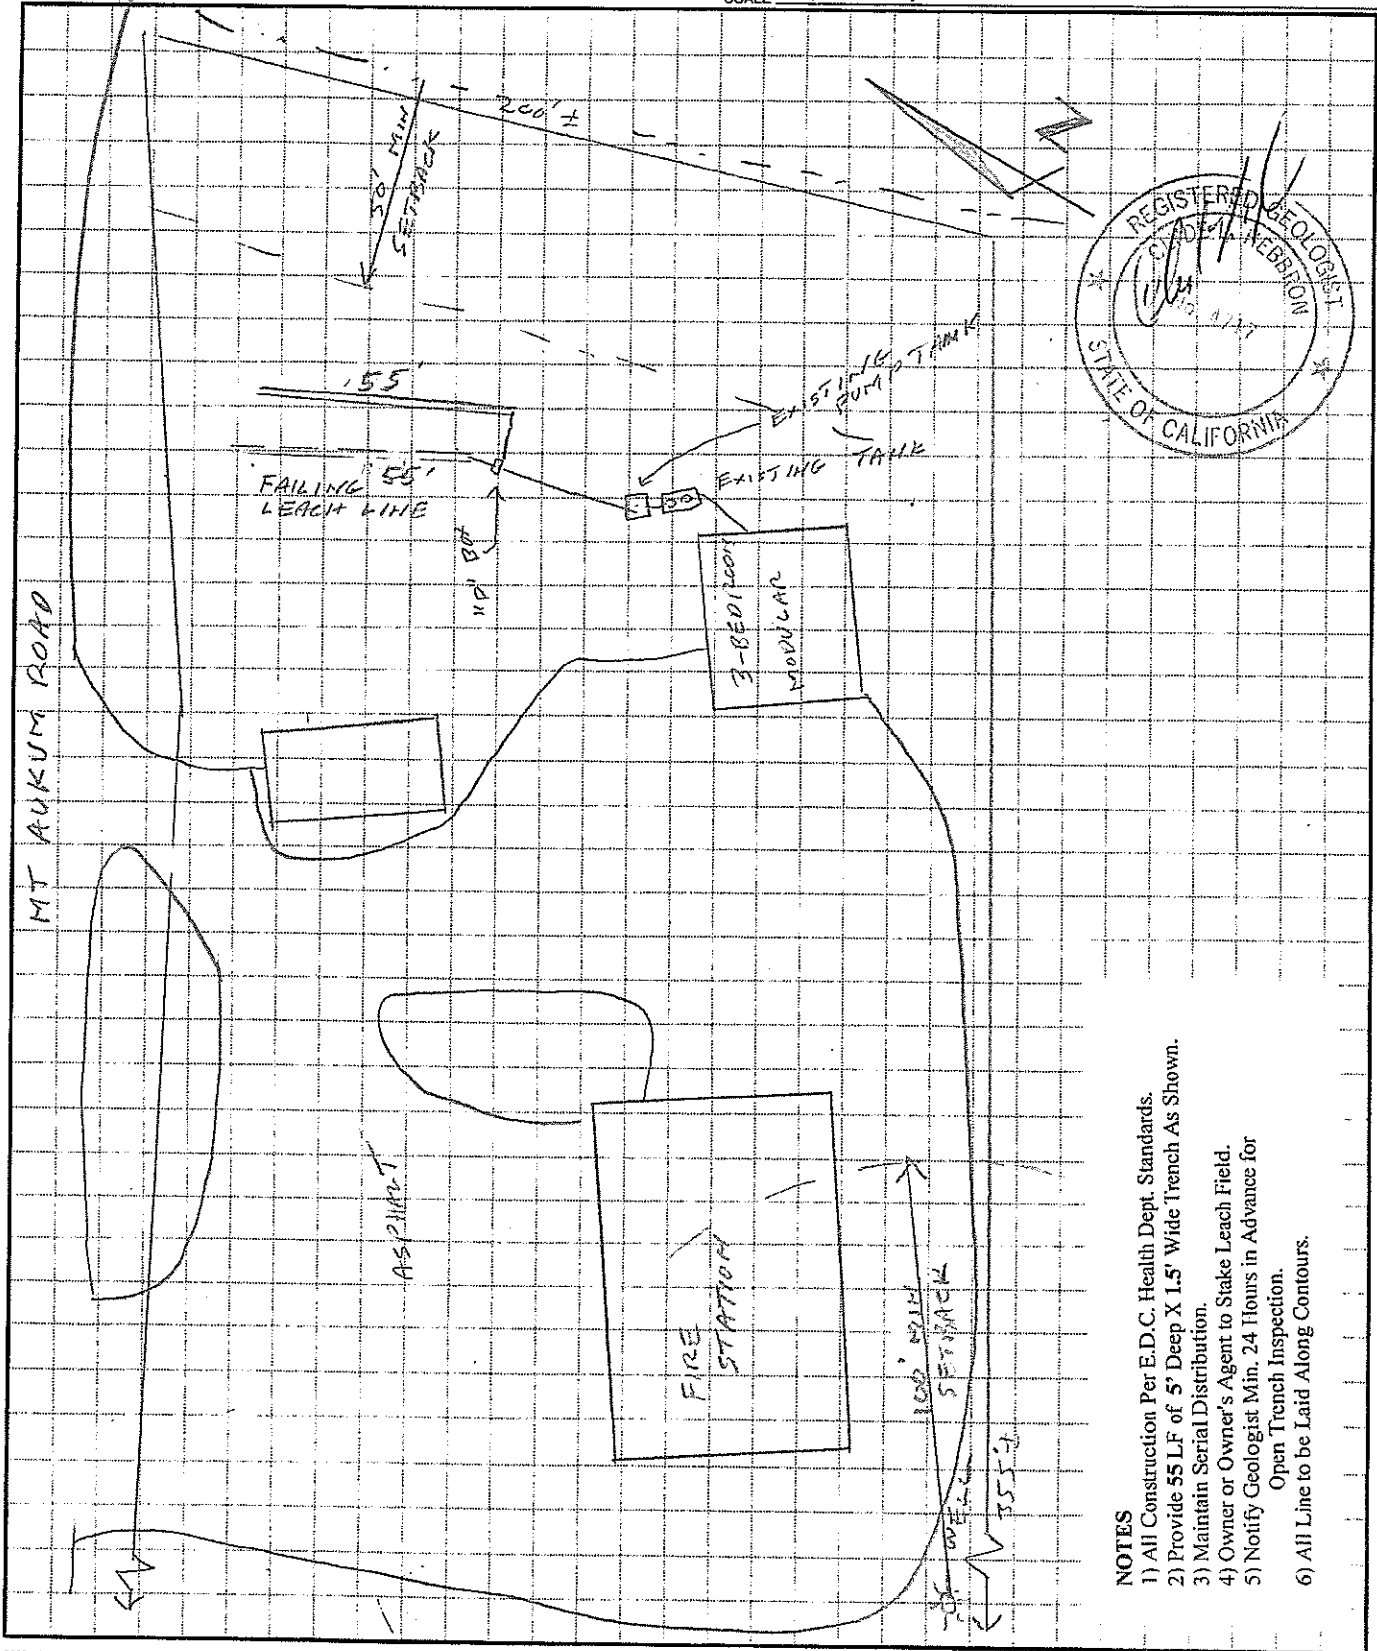 SCALE
MT AUKUM ROAD
200' ±
50' MIN
SETBACK
55'
FAILING 55'
LEACH LINE
"D" BOX
EXISTING
PUMP TANK
EXISTING TANK
3-BEDROOM
MODULAR
ASPHALT
FIRE
STATION
100' MIN
SETBACK
WELL
355' ±
N
REGISTERED GEOLOGIST
HEBBRON
STATE OF CALIFORNIA
NOTES
1) All Construction Per E.D.C. Health Dept. Standards.
2) Provide 55 LF of 5' Deep X 1.5' Wide Trench As Shown.
3) Maintain Serial Distribution.
4) Owner or Owner's Agent to Stake Leach Field.
5) Notify Geologist Min. 24 Hours in Advance for
Open Trench Inspection.
6) All Line to be Laid Along Contours.